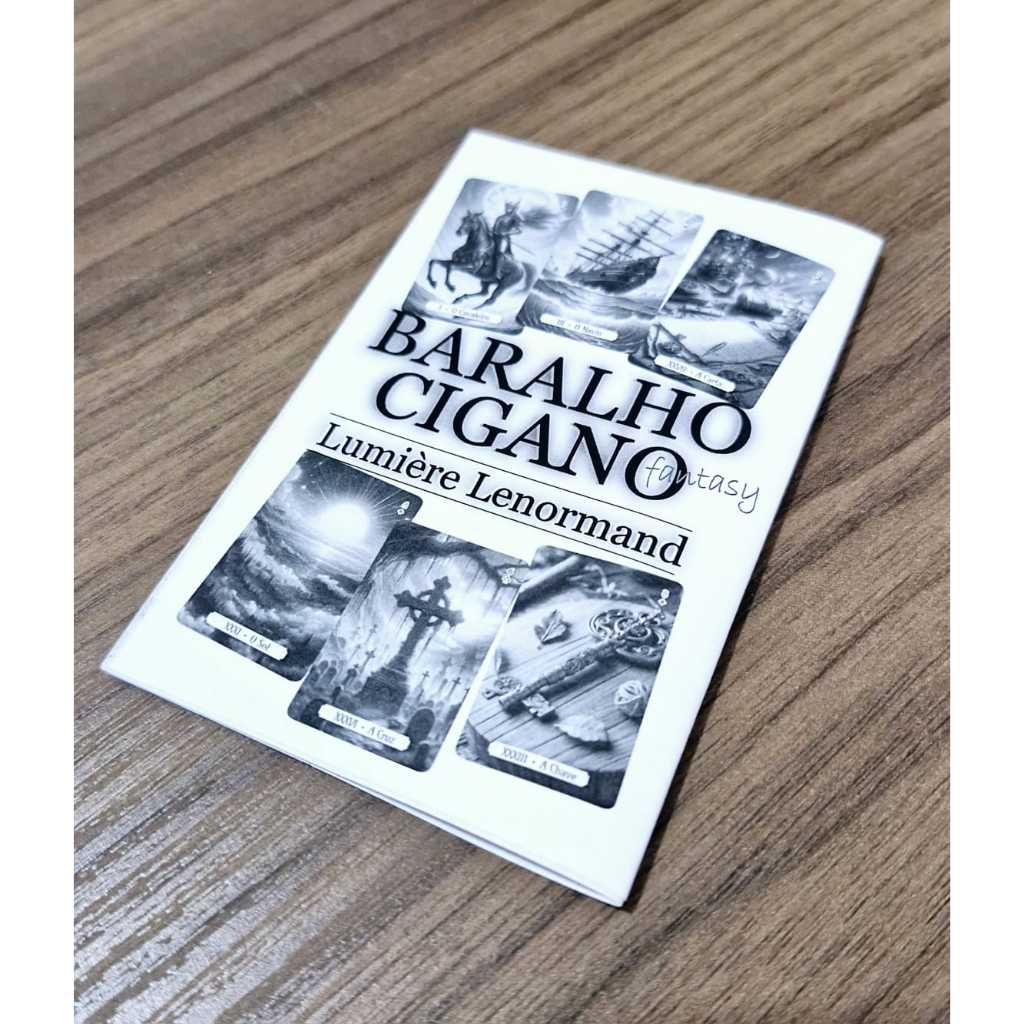 I • O Cavaleiro
III • O Navio
XXVII • A Carta
BARALHO
CIGANO
fantasy
Lumière Lenormand
XXXI • O Sol
XXXVI • A Cruz
XXXIII • A Chave